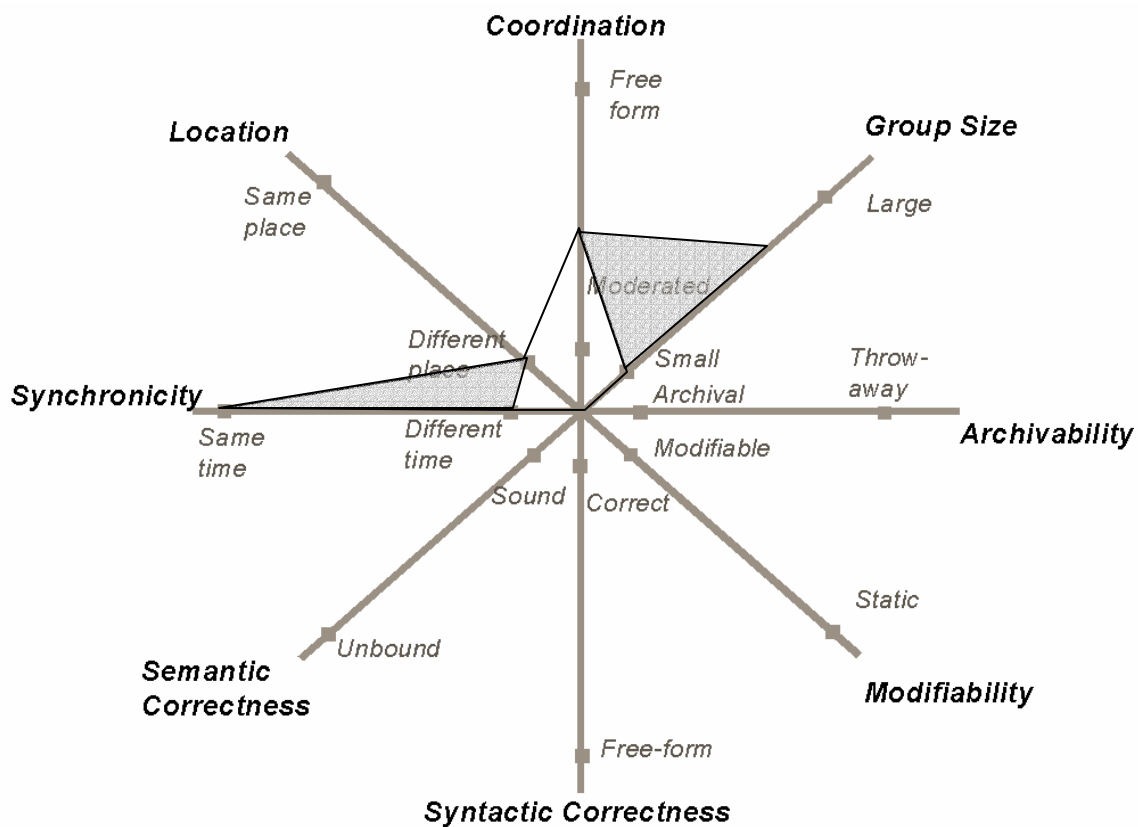 Coordination
Free
form
Location
Group Size
Same
place
Large
Moderated
Different
place
Small
Throw-
away
Synchronicity
Archival
Archivability
Same
time
Different
time
Modifiable
Sound
Correct
Static
Unbound
Semantic
Correctness
Modifiability
Free-form
Syntactic Correctness